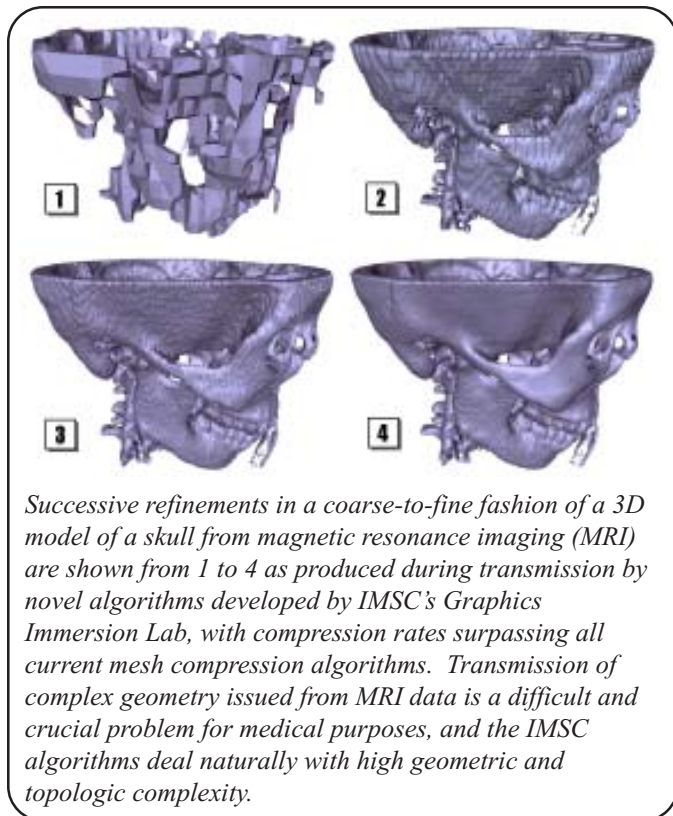 1
2
3
4
Successive refinements in a coarse-to-fine fashion of a 3D
model of a skull from magnetic resonance imaging (MRI)
are shown from 1 to 4 as produced during transmission by
novel algorithms developed by IMSC's Graphics
Immersion Lab, with compression rates surpassing all
current mesh compression algorithms.  Transmission of
complex geometry issued from MRI data is a difficult and
crucial problem for medical purposes, and the IMSC
algorithms deal naturally with high geometric and
topologic complexity.